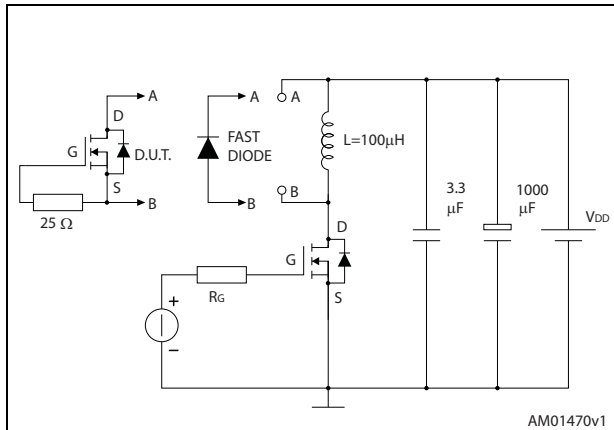 A
A
A
D
G
D.U.T.
FAST
DIODE
L=100μH
S
B
B
B
25 Ω
3.3
μF
1000
μF
VDD
D
G
RG
S
+
–
AM01470v1